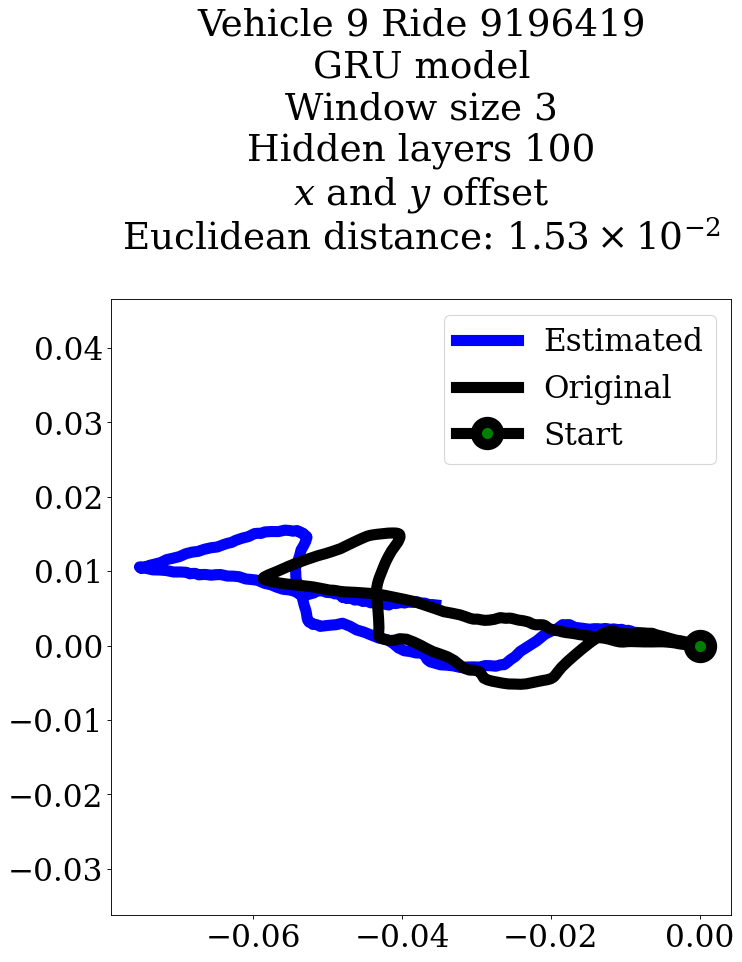 Vehicle 9 Ride 9196419
GRU model
Window size 3
Hidden layers 100
x and y offset
Euclidean distance: 1.53 × 10⁻²
Estimated
Original
Start
0.04
0.03
0.02
0.01
0.00
−0.01
−0.02
−0.03
−0.06 −0.04 −0.02 0.00